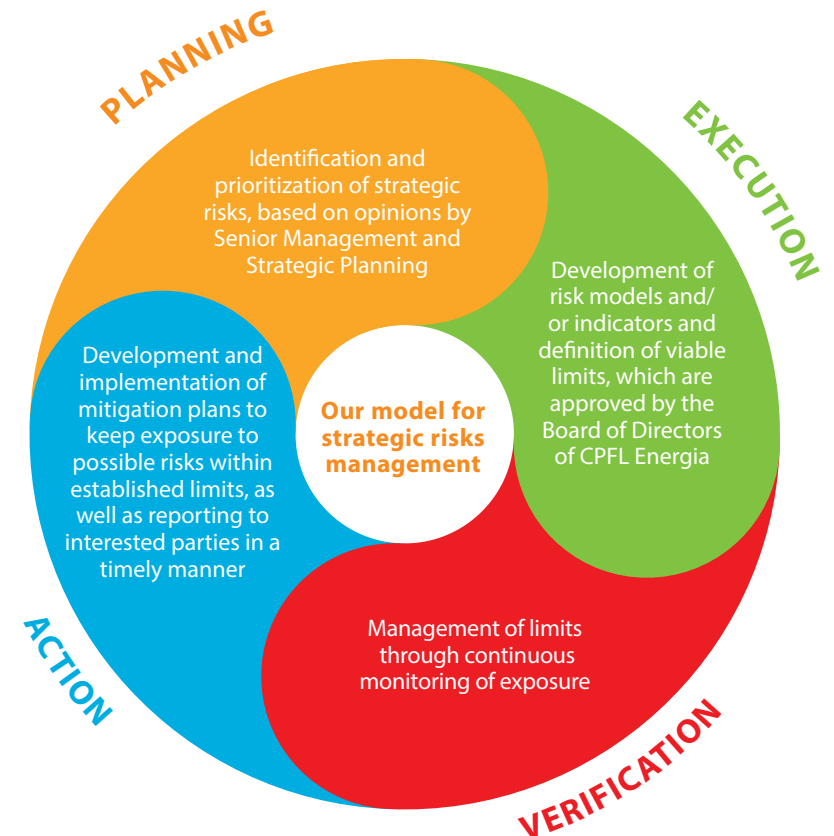 PLANNING
Identification and
prioritization of strategic
risks, based on opinions by
Senior Management and
Strategic Planning
EXECUTION
Development of
risk models and/
or indicators and
definition of viable
limits, which are
approved by the
Board of Directors
of CPFL Energia
Our model for
strategic risks
management
VERIFICATION
Management of limits
through continuous
monitoring of exposure
ACTION
Development and
implementation of
mitigation plans to
keep exposure to
possible risks within
established limits, as
well as reporting to
interested parties in a
timely manner